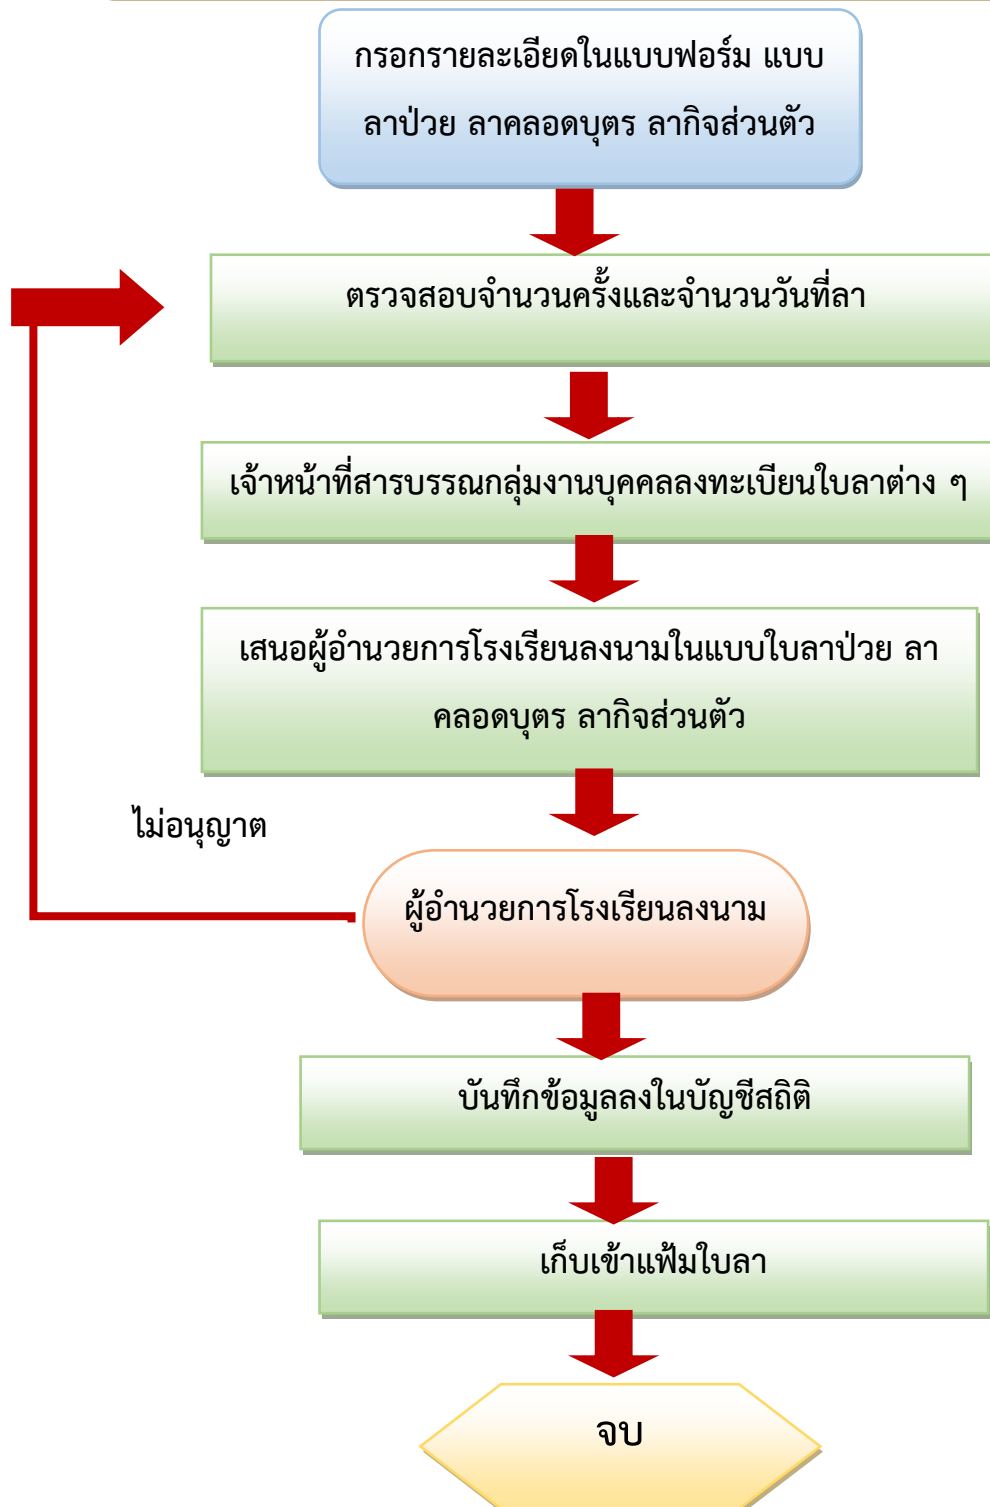 กรอกรายละเอียดในแบบฟอร์ม แบบ
ลาป่วย ลาคลอดบุตร ลากิจส่วนตัว
ตรวจสอบจำนวนครั้งและจำนวนวันที่ลา
เจ้าหน้าที่สารบรรณกลุ่มงานบุคคลลงทะเบียนใบลาต่าง ๆ
เสนอผู้อำนวยการโรงเรียนลงนามในแบบใบลาป่วย ลา
คลอดบุตร ลากิจส่วนตัว
ไม่อนุญาต
ผู้อำนวยการโรงเรียนลงนาม
บันทึกข้อมูลลงในบัญชีสถิติ
เก็บเข้าแฟ้มใบลา
จบ